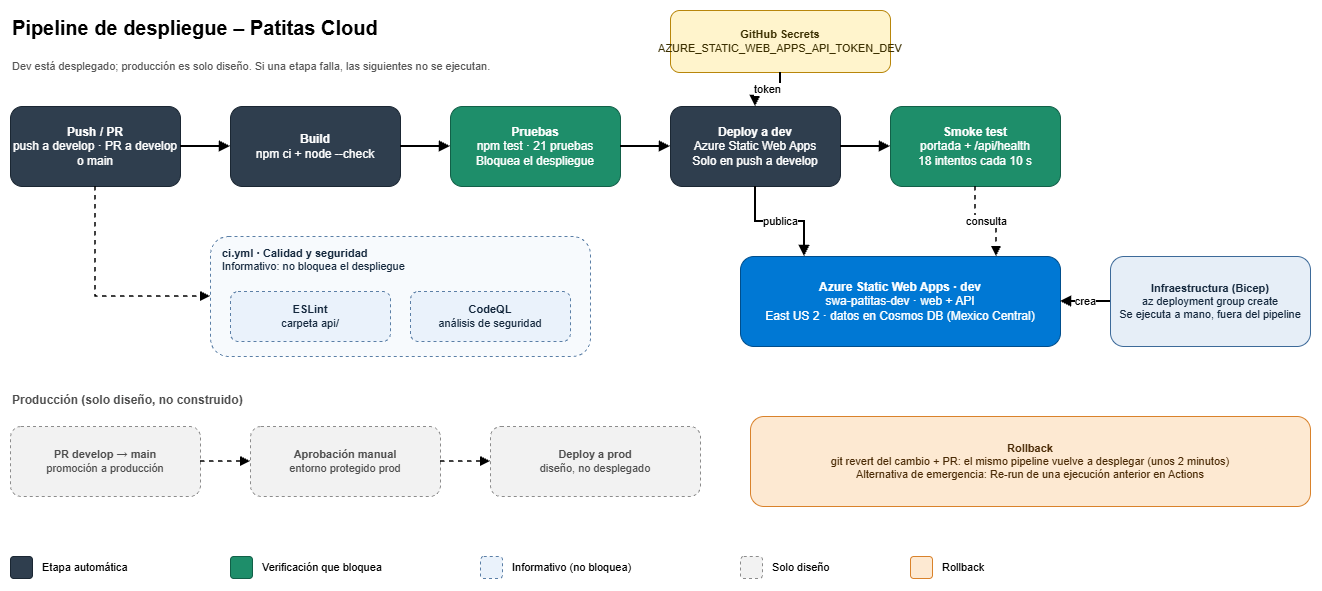 Pipeline de despliegue – Patitas Cloud
Dev está desplegado; producción es solo diseño. Si una etapa falla, las siguientes no se ejecutan.
GitHub Secrets
AZURE_STATIC_WEB_APPS_API_TOKEN_DEV
token
Push / PR
push a develop · PR a develop
o main
Build
npm ci + node --check
Pruebas
npm test · 21 pruebas
Bloquea el despliegue
Deploy a dev
Azure Static Web Apps
Solo en push a develop
Smoke test
portada + /api/health
18 intentos cada 10 s
publica
consulta
ci.yml · Calidad y seguridad
Informativo: no bloquea el despliegue
ESLint
carpeta api/
CodeQL
análisis de seguridad
Azure Static Web Apps · dev
swa-patitas-dev · web + API
East US 2 · datos en Cosmos DB (Mexico Central)
crea
Infraestructura (Bicep)
az deployment group create
Se ejecuta a mano, fuera del pipeline
Producción (solo diseño, no construido)
PR develop → main
promoción a producción
Aprobación manual
entorno protegido prod
Deploy a prod
diseño, no desplegado
Rollback
git revert del cambio + PR: el mismo pipeline vuelve a desplegar (unos 2 minutos)
Alternativa de emergencia: Re-run de una ejecución anterior en Actions
Etapa automática
Verificación que bloquea
Informativo (no bloquea)
Solo diseño
Rollback